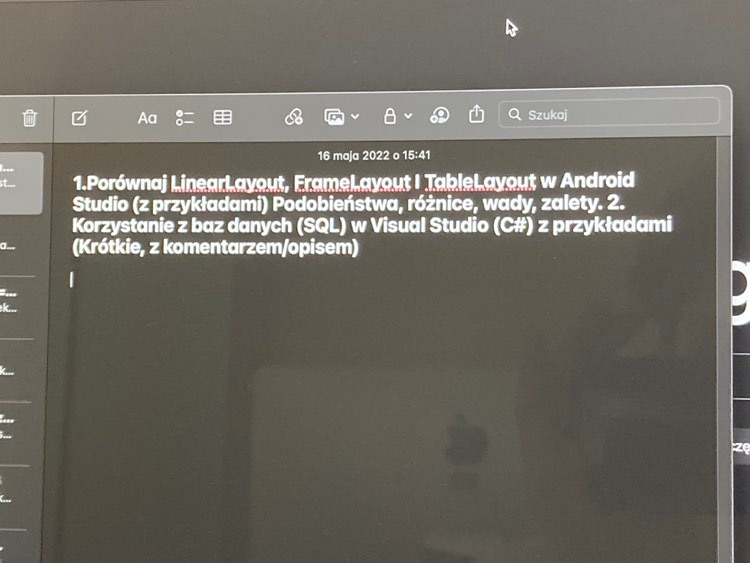 Aa
Szukaj
16 maja 2022 o 15:41
1.Porównaj LinearLayout, FrameLayout I TableLayout w Android
Studio (z przykładami) Podobieństwa, różnice, wady, zalety. 2.
Korzystanie z baz danych (SQL) w Visual Studio (C#) z przykładami
(Krótkie, z komentarzem/opisem)